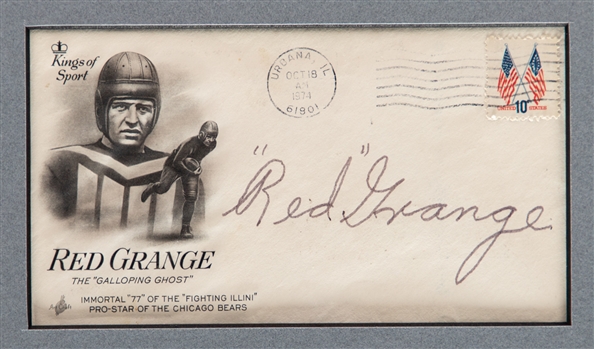 Kings of
Sport
URBANA, IL
OCT 18
AM
1974
61801
10c
UNITED STATES
"Red" Grange
RED GRANGE
THE "GALLOPING GHOST"
IMMORTAL "77" OF THE "FIGHTING ILLINI"
PRO-STAR OF THE CHICAGO BEARS